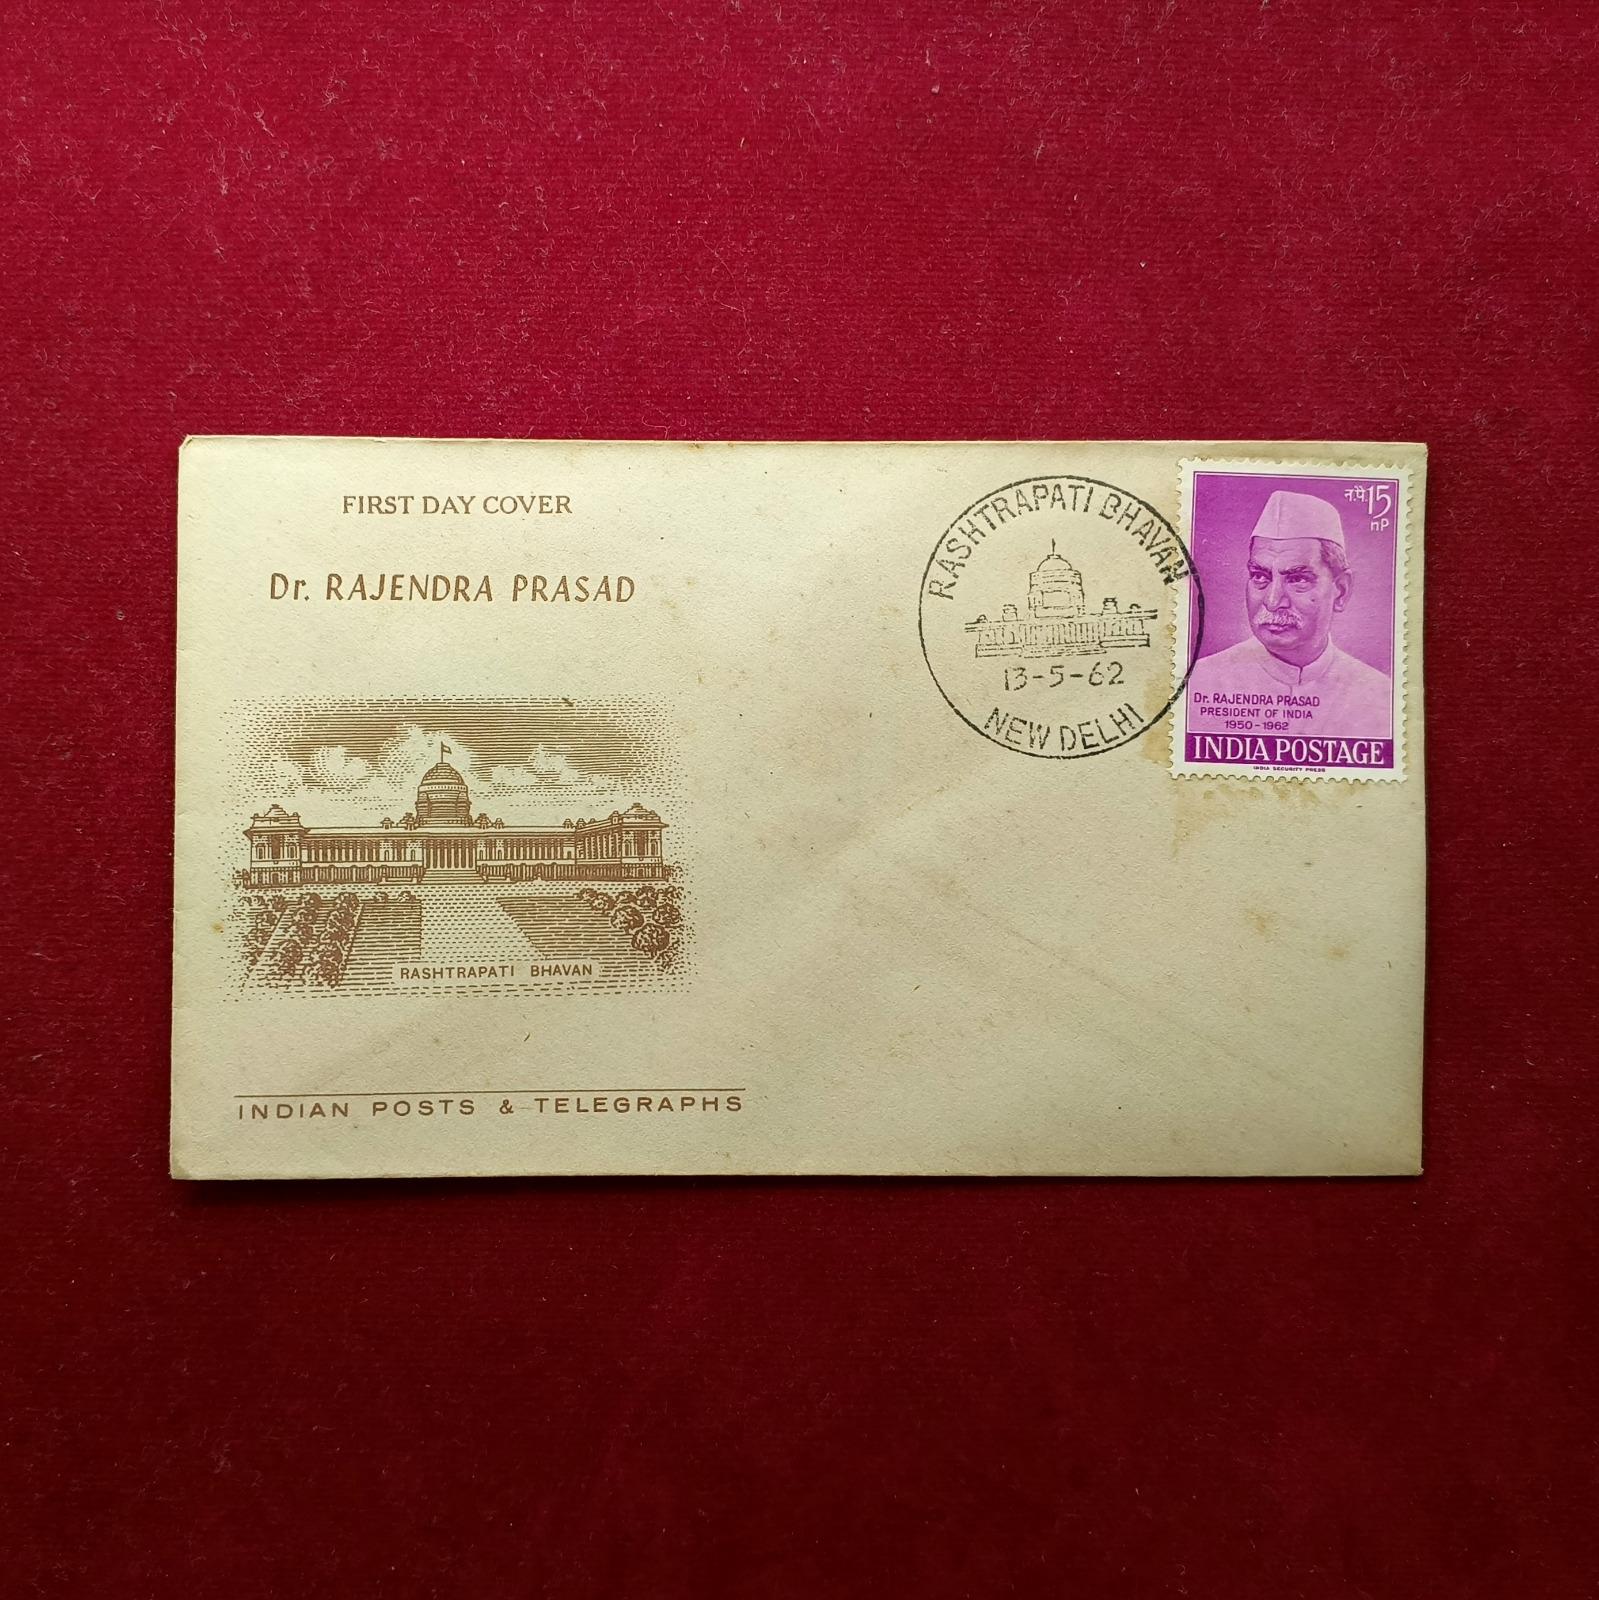 FIRST DAY COVER
Dr. RAJENDRA PRASAD
RASHTRAPATI BHAVAN
INDIAN POSTS & TELEGRAPHS
RASHTRAPATI BHAVAN
13-5-62
NEW DELHI
न.पै.15
nP
Dr. RAJENDRA PRASAD
PRESIDENT OF INDIA
1950-1962
INDIA POSTAGE
INDIA SECURITY PRESS